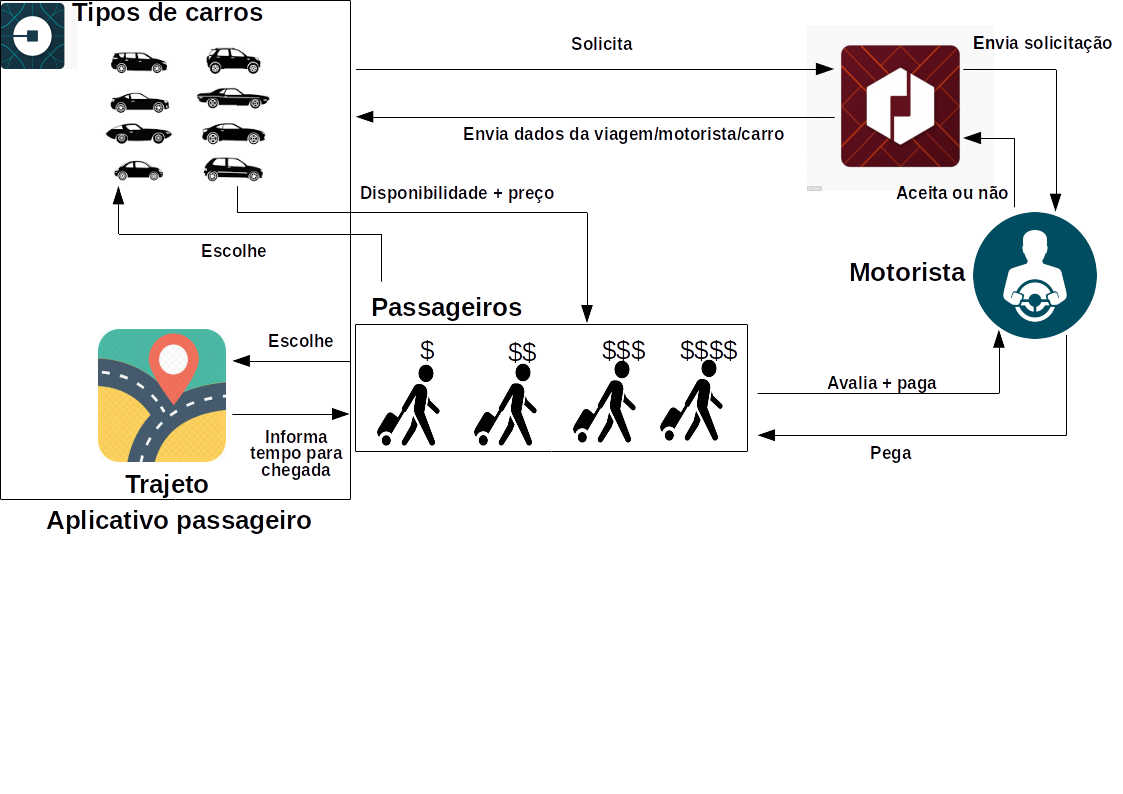 Tipos de carros
Solicita
Envia solicitação
Envia dados da viagem/motorista/carro
Disponibilidade + preço
Aceita ou não
Escolhe
Motorista
Passageiros
Escolhe
$
$$
$$$
$$$$
Avalia + paga
Informa
tempo para
chegada
Pega
Trajeto
Aplicativo passageiro